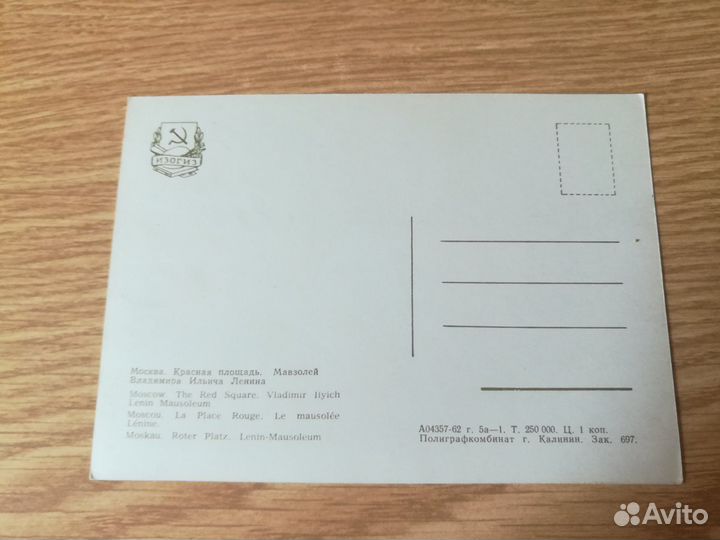 ИЗОГИЗ
Москва. Красная площадь. Мавзолей
Владимира Ильича Ленина
Moscow The Red Square. Vladimir Ilyich
Lenin Mausoleum
Moscou. La Place Rouge. Le mausolée
Lénine.
Moskau. Roter Platz. Lenin-Mausoleum
А04357-62 г. 5а—1. Т. 250 000. Ц. 1 коп.
Полиграфкомбинат г. Калинин. Зак. 697.
Avito